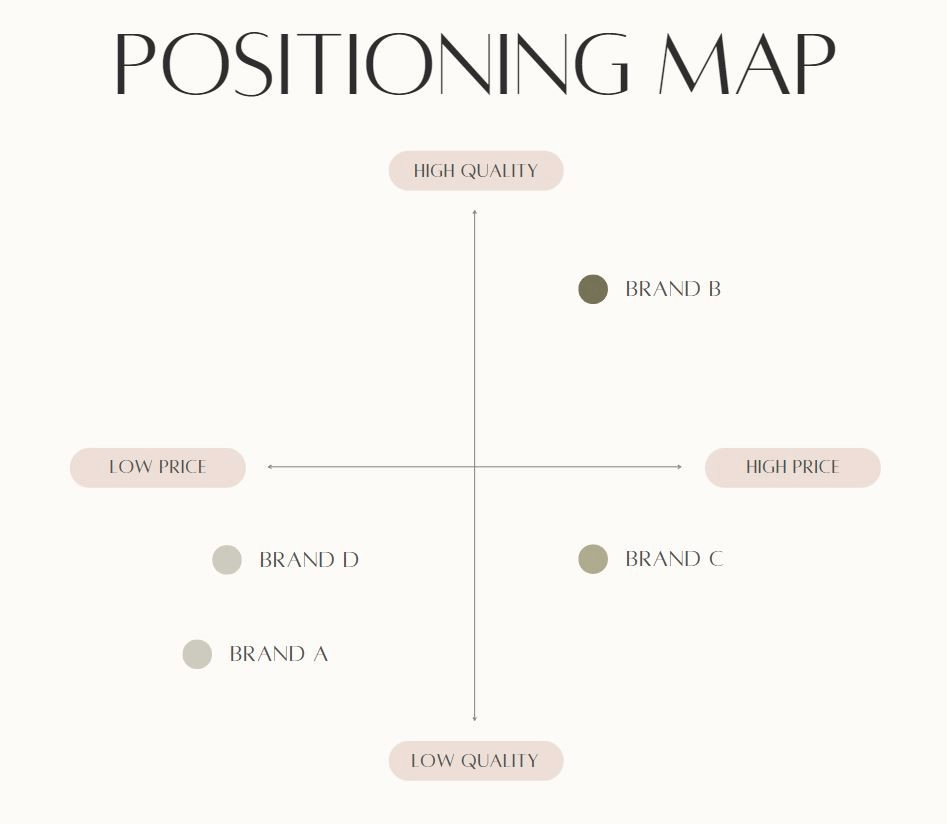 POSITIONING MAP
HIGH QUALITY
BRAND B
LOW PRICE
HIGH PRICE
BRAND D
BRAND C
BRAND A
LOW QUALITY